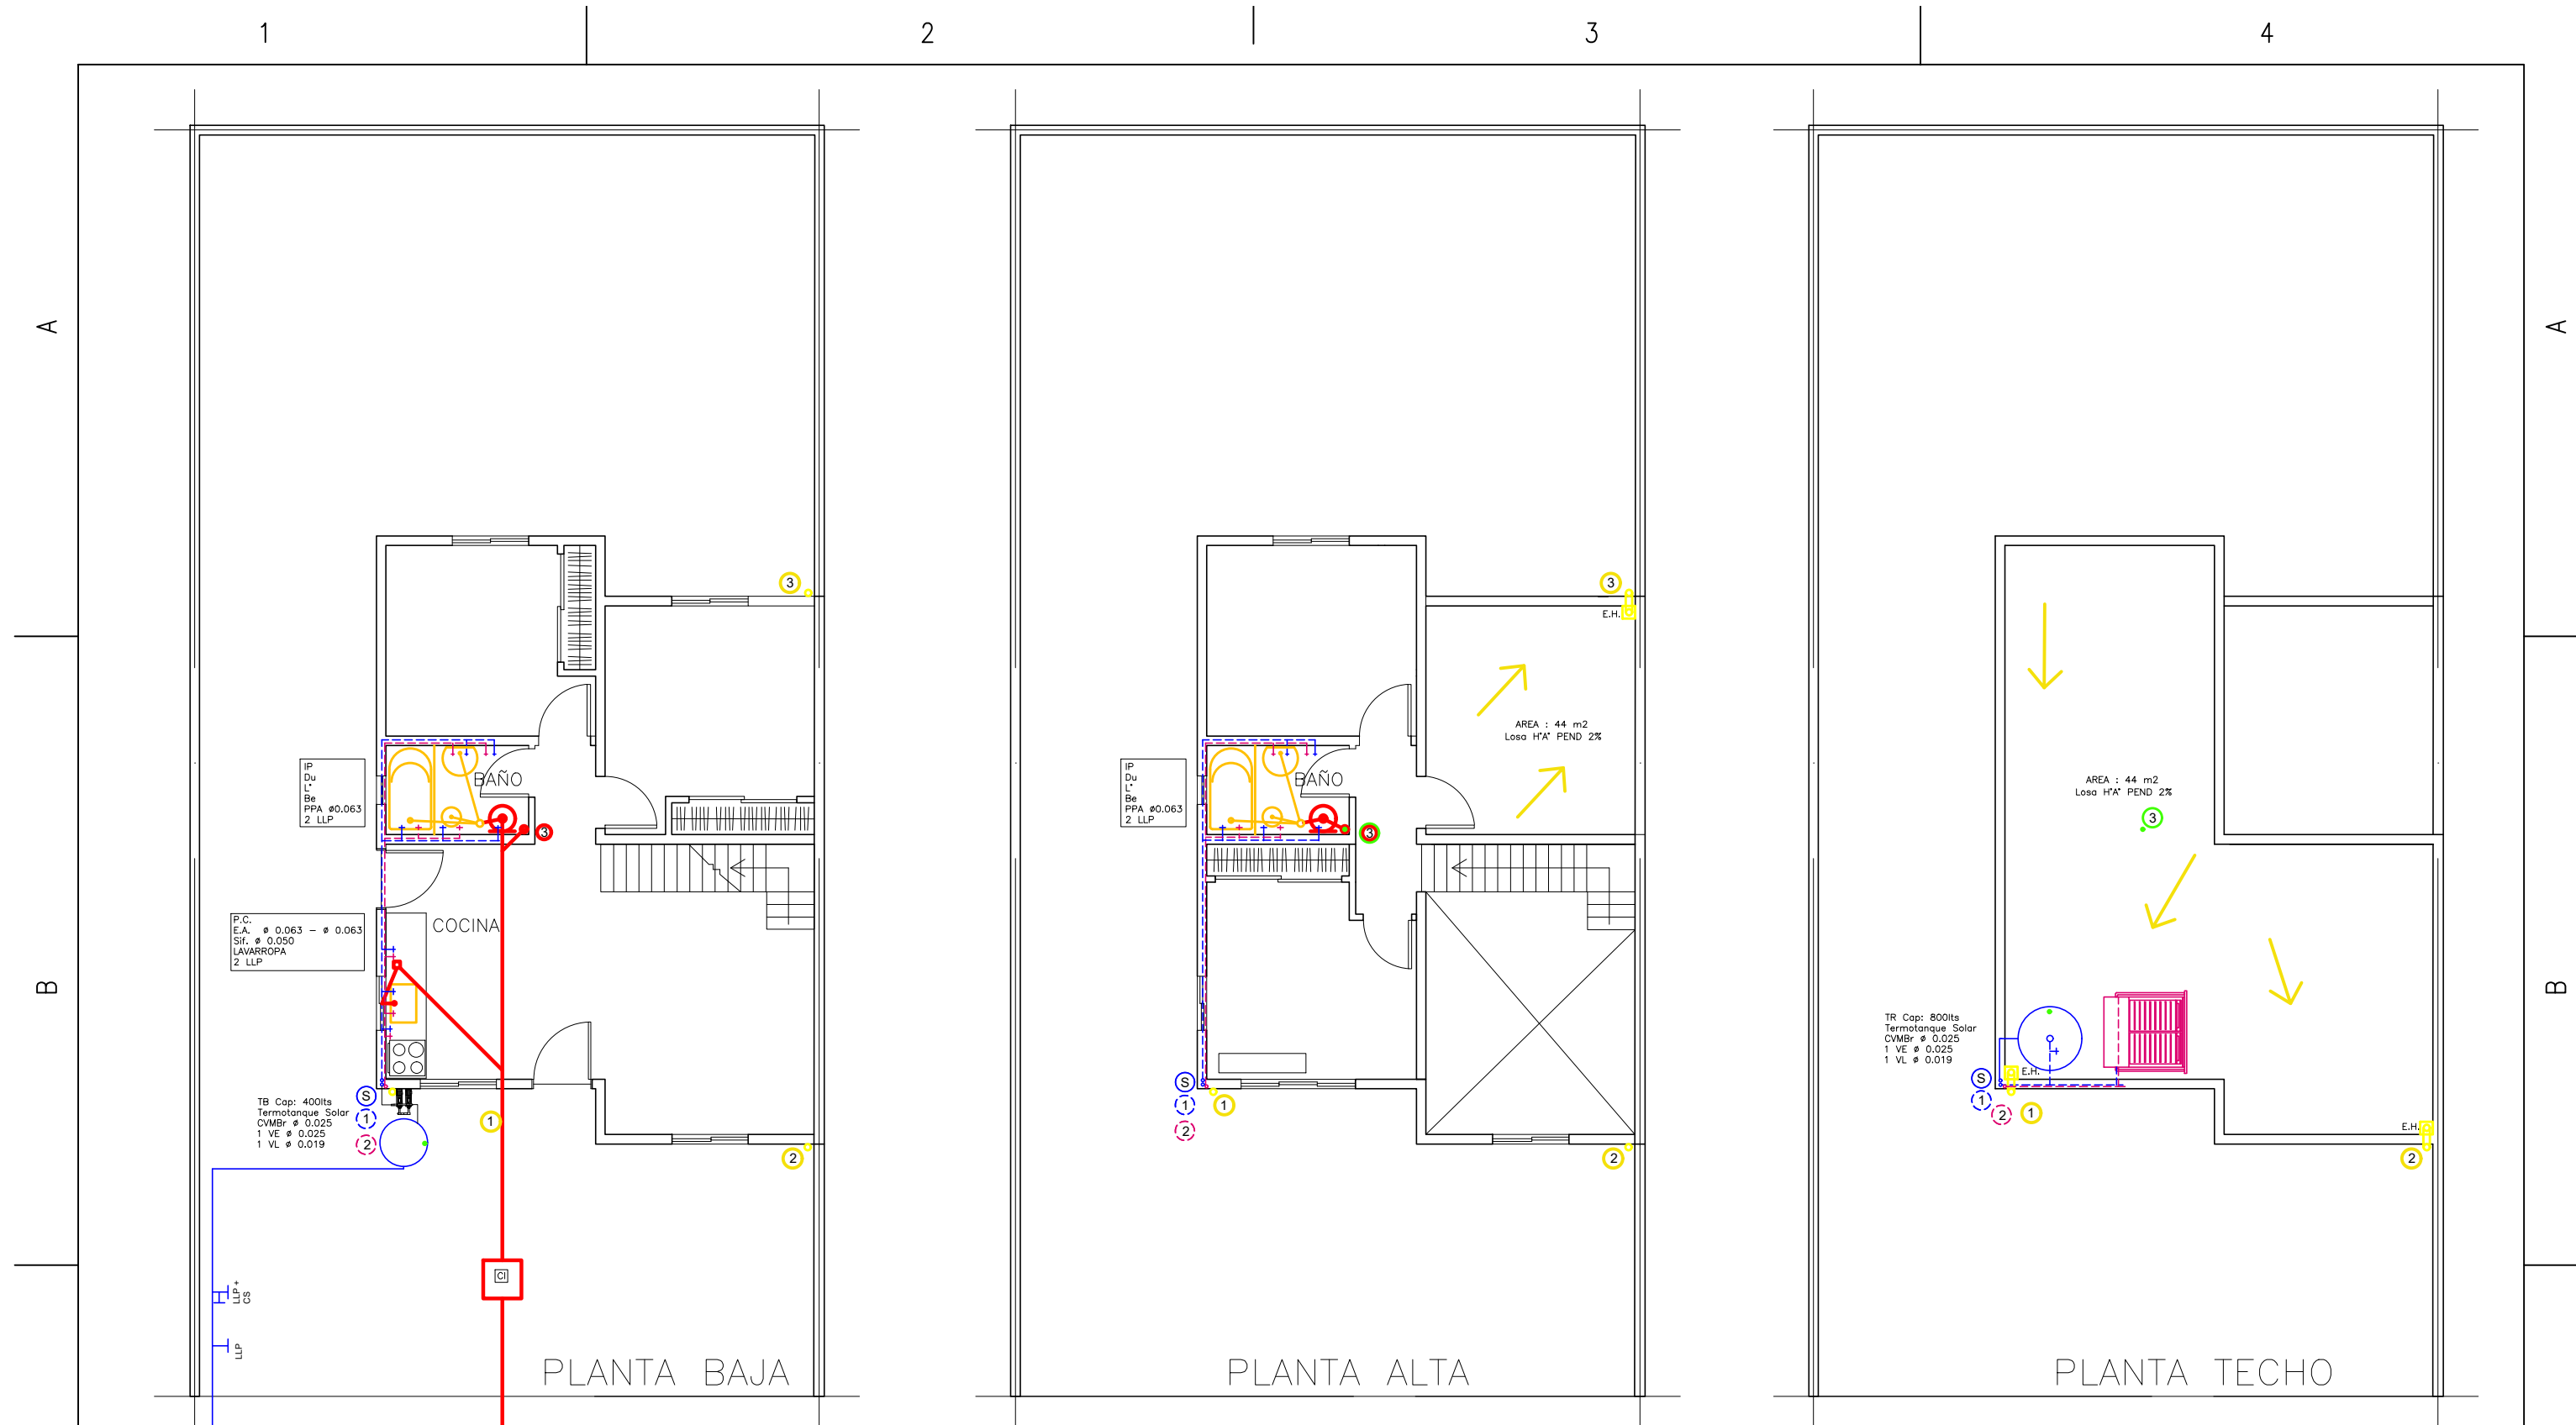 1
2
3
4
A
A
B
B
3
BAÑO
IP
Du
L°
Be
PPA ø0.063
2 LLP
3
P.C.
E.A. ø 0.063 – ø 0.063
Sif. ø 0.050
LAVARROPA
2 LLP
COCINA
TB Cap: 400lts
Termotanque Solar
CVMBr ø 0.025
1 VE ø 0.025
1 VL ø 0.019
S
1
2
1
2
CI
LLP+
CS
LLP
PLANTA BAJA
3
E.H.
AREA : 44 m2
Losa H°A° PEND 2%
BAÑO
IP
Du
L°
Be
PPA ø0.063
2 LLP
3
S
1
2
1
2
PLANTA ALTA
AREA : 44 m2
Losa H°A° PEND 2%
3
TR Cap: 800lts
Termotanque Solar
CVMBr ø 0.025
1 VE ø 0.025
1 VL ø 0.019
S
1
2
E.H.
1
E.H.
2
PLANTA TECHO